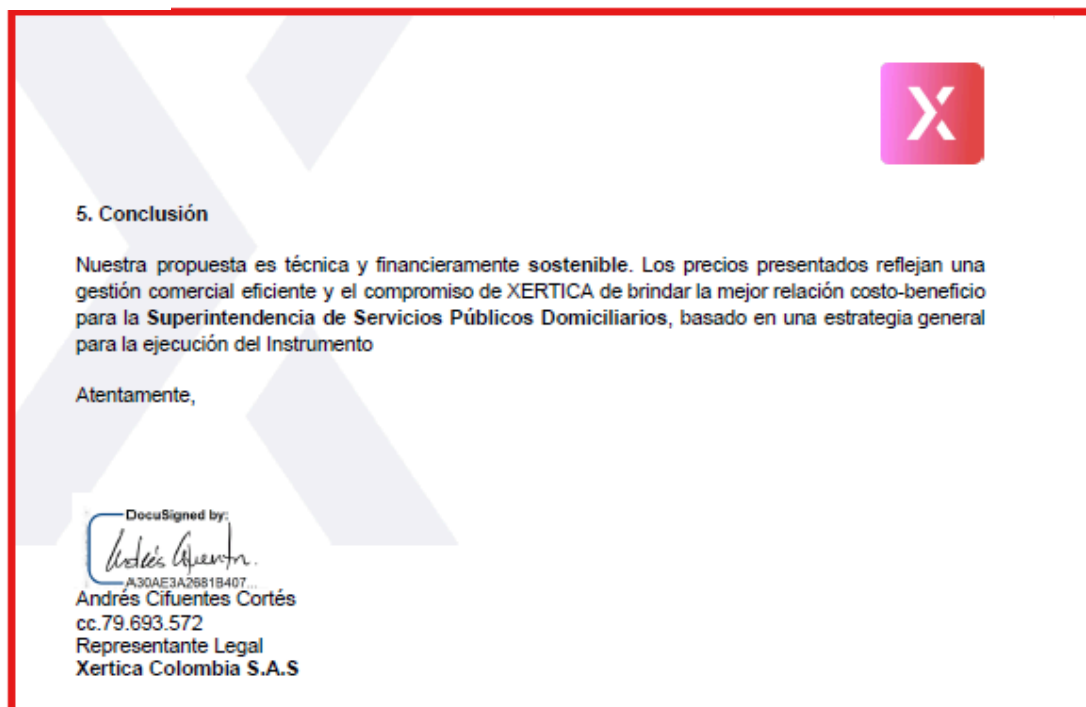 5. Conclusión
Nuestra propuesta es técnica y financieramente sostenible. Los precios presentados reflejan una
gestión comercial eficiente y el compromiso de XERTICA de brindar la mejor relación costo-beneficio
para la Superintendencia de Servicios Públicos Domiciliarios, basado en una estrategia general
para la ejecución del Instrumento
Atentamente,
DocuSigned by:
Andrés Cifuentes
A30AE3A2681B407...
Andrés Cifuentes Cortés
cc.79.693.572
Representante Legal
Xertica Colombia S.A.S